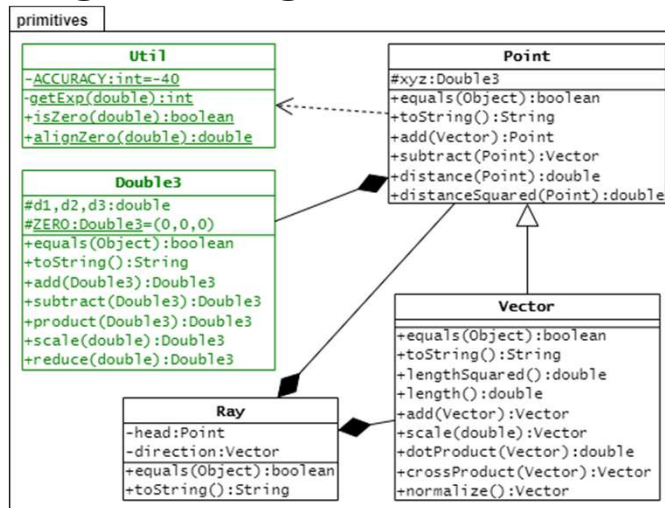 primitives
Util
-ACCURACY:int=-40
-getExp(double):int
+isZero(double):boolean
+alignZero(double):double
Point
#xyz:Double3
+equals(Object):boolean
+toString():String
+add(Vector):Point
+subtract(Point):Vector
+distance(Point):double
+distanceSquared(Point):double
Double3
#d1,d2,d3:double
#ZERO:Double3=(0,0,0)
+equals(Object):boolean
+toString():String
+add(Double3):Double3
+subtract(Double3):Double3
+product(Double3):Double3
+scale(double):Double3
+reduce(double):Double3
Vector
+equals(Object):boolean
+toString():String
+lengthSquared():double
+length():double
+add(Vector):Vector
+scale(double):Vector
+dotProduct(Vector):double
+crossProduct(Vector):Vector
+normalize():Vector
Ray
-head:Point
-direction:Vector
+equals(Object):boolean
+toString():String